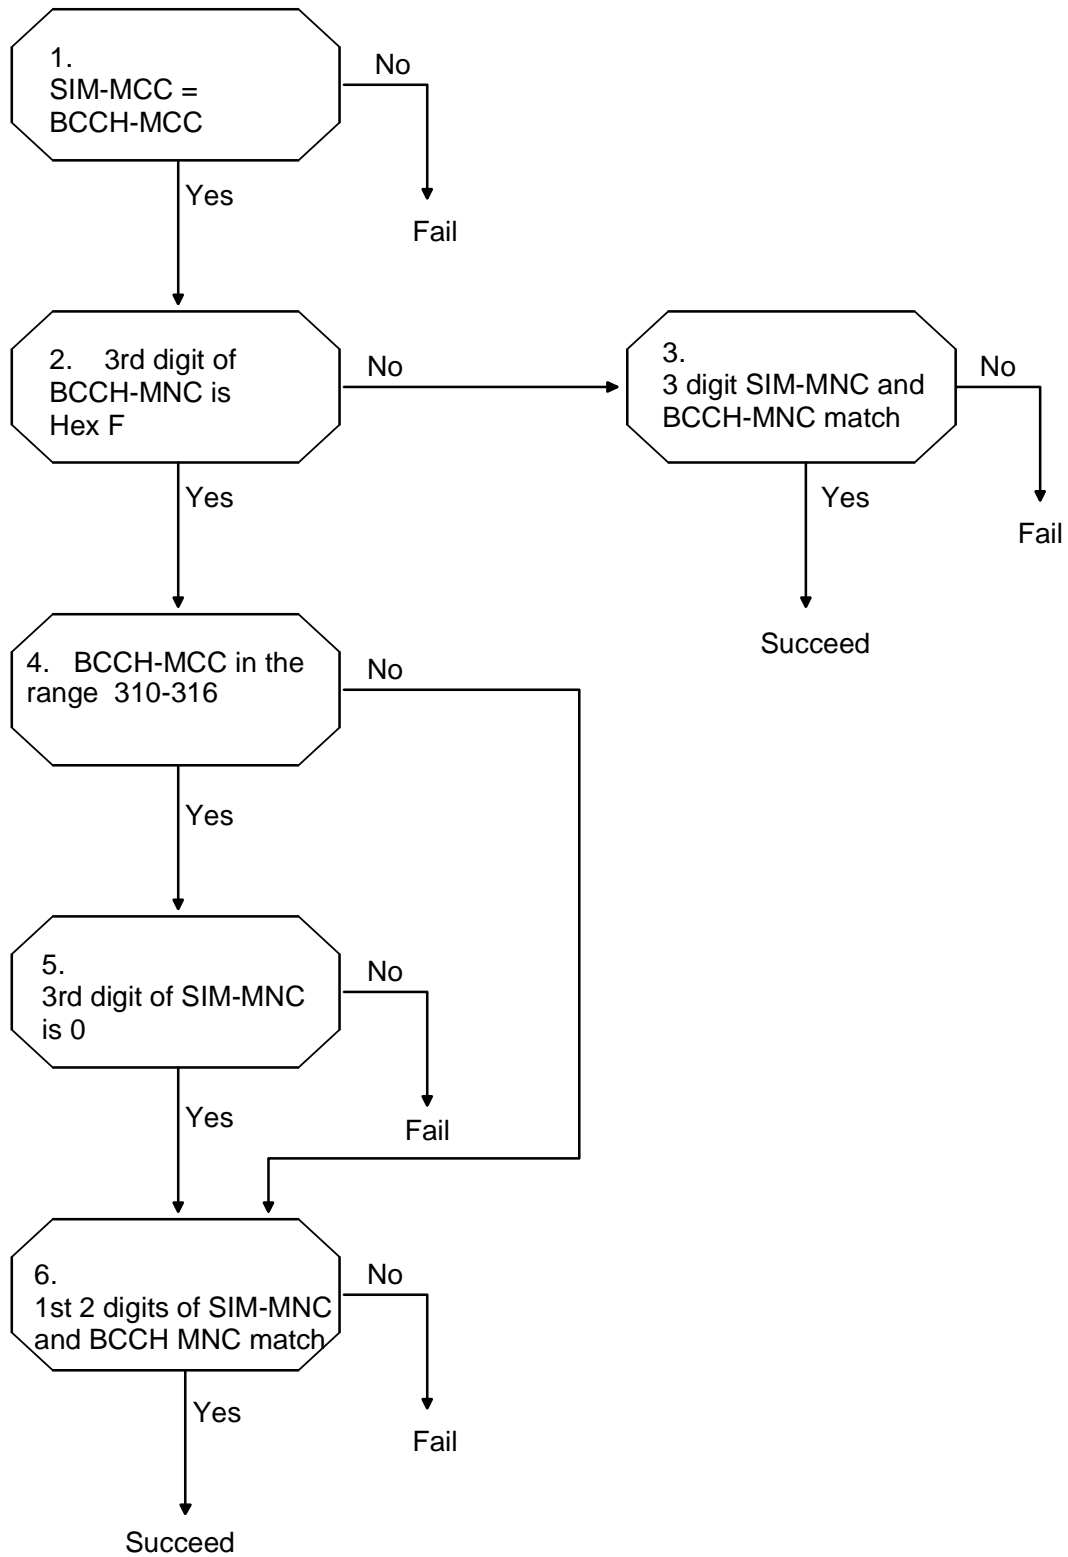 1.
SIM-MCC =
BCCH-MCC
No
Yes
Fail
2. 3rd digit of
BCCH-MNC is
Hex F
No
3.
3 digit SIM-MNC and
BCCH-MNC match
No
Yes
Yes
Fail
Succeed
4. BCCH-MCC in the
range 310-316
No
Yes
5.
3rd digit of SIM-MNC
is 0
No
Yes
Fail
6.
1st 2 digits of SIM-MNC
and BCCH MNC match
No
Yes
Fail
Succeed